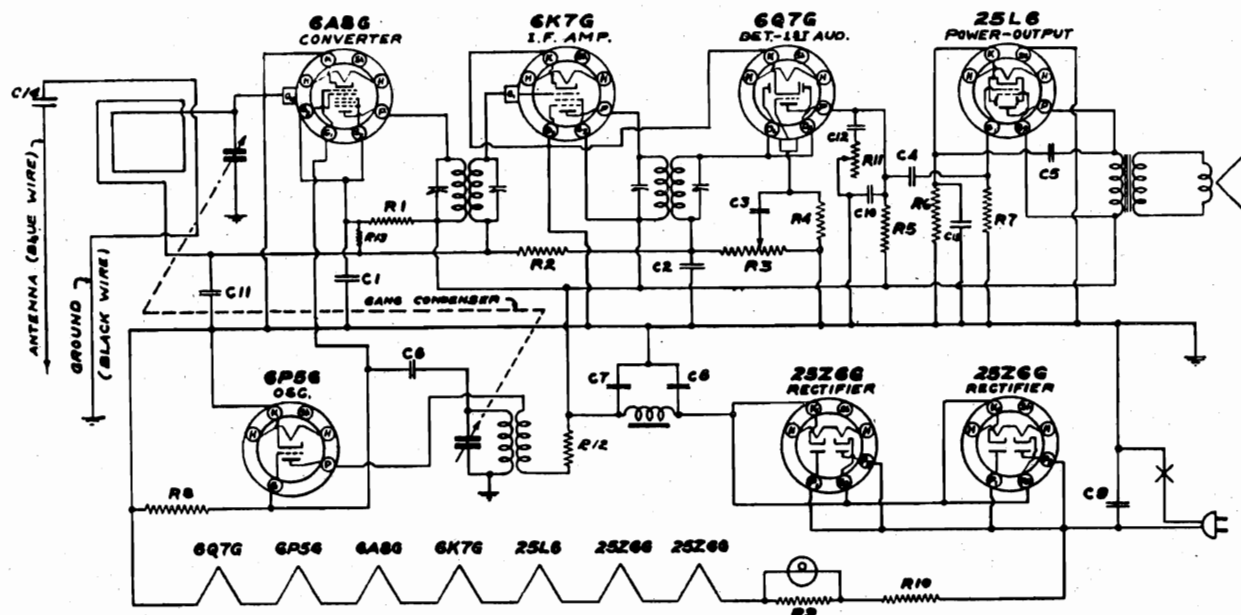 6A8G
CONVERTER
6K7G
I.F. AMP.
6Q7G
DET.-1ST AUD.
25L6
POWER-OUTPUT
C14
ANTENNA (BLUE WIRE)
GROUND
(BLACK WIRE)
R1
R13
C1
C11
R2
C2
C3
R3
R4
C12
R11
C10
C4
R5
R6
C13
R7
C5
GANG CONDENSER
6P5G
OSC.
C6
C7
C8
R12
25Z6G
RECTIFIER
25Z6G
RECTIFIER
C9
R8
6Q7G
6P5G
6A8G
6K7G
25L6
25Z6G
25Z6G
R9
R10